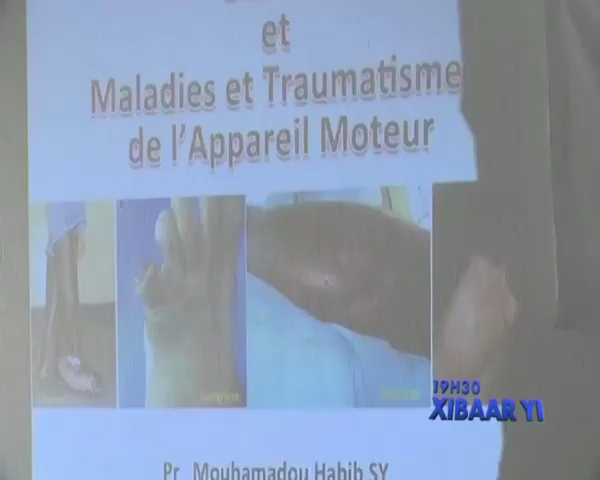 et
Maladies et Traumatisme
de l'Appareil Moteur
19H30
XIBAAR YI
Pr Mouhamadou Habib SY